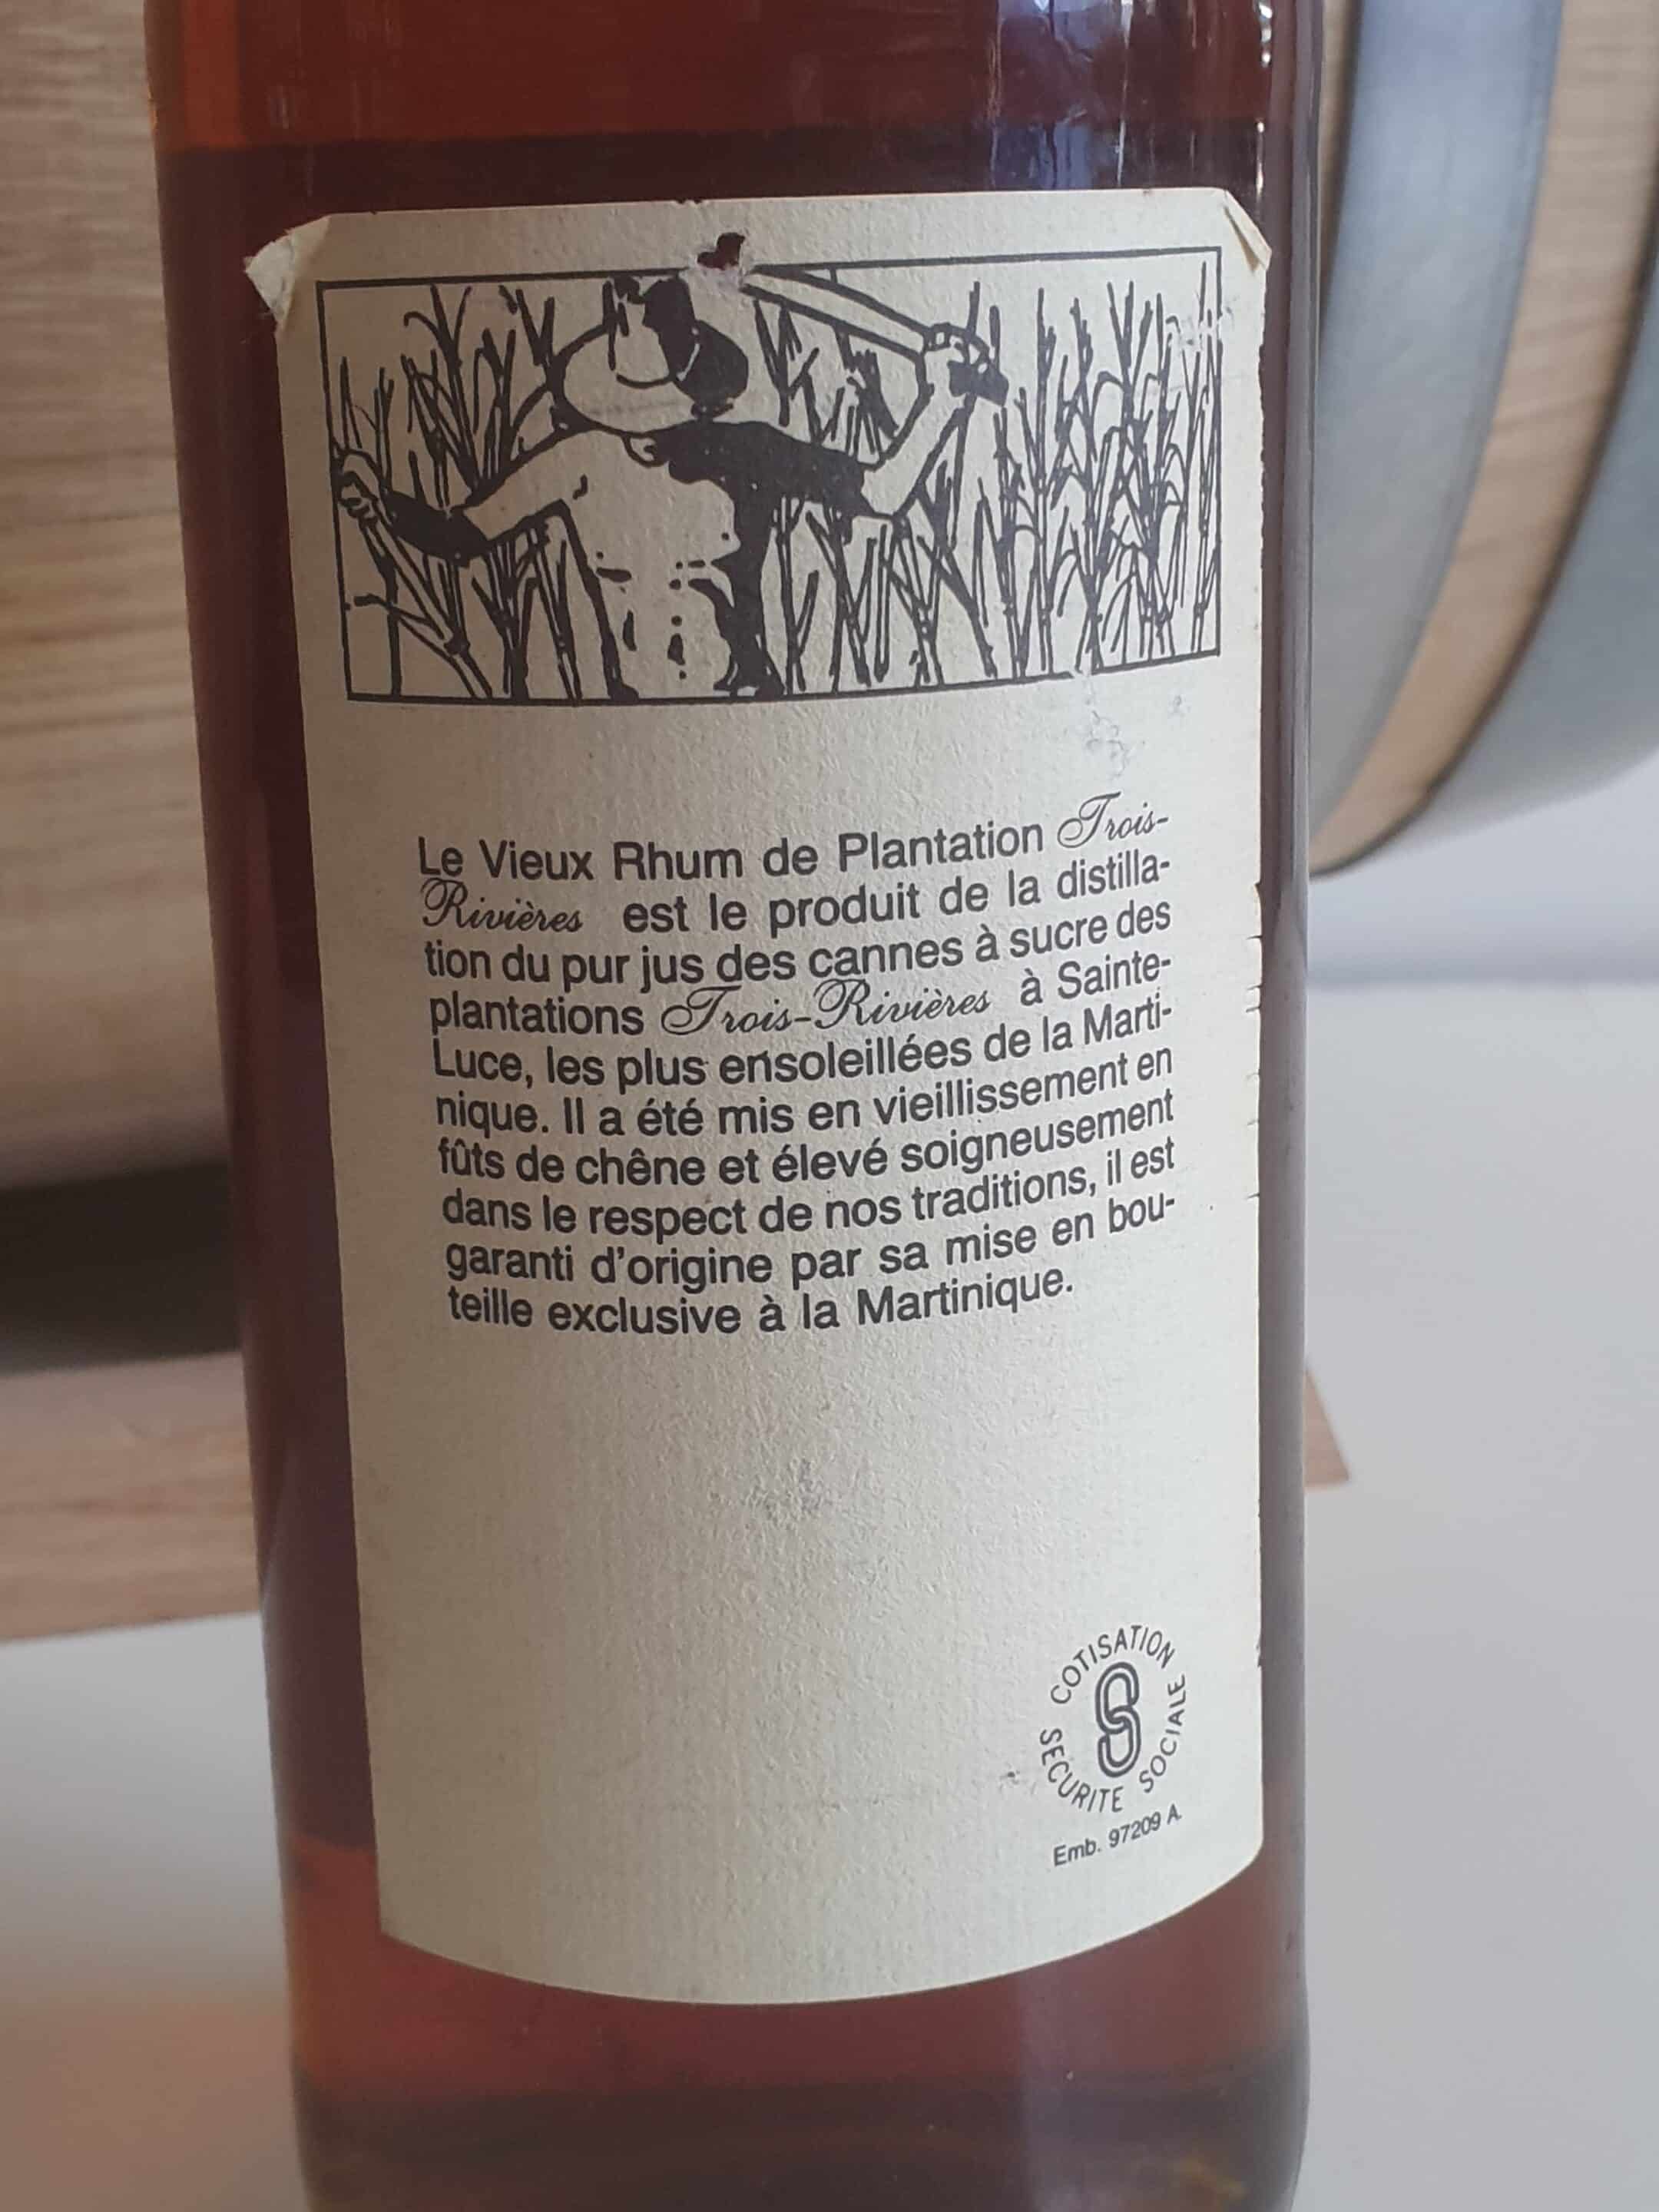 Le Vieux Rhum de Plantation Trois-
Rivières est le produit de la distilla-
tion du pur jus des cannes à sucre des
plantations Trois-Rivières à Sainte-
Luce, les plus ensoleillées de la Marti-
nique. Il a été mis en vieillissement en
fûts de chêne et élevé soigneusement
dans le respect de nos traditions, il est
garanti d'origine par sa mise en bou-
teille exclusive à la Martinique.
COTISATION
SECURITE SOCIALE
S
Emb. 97209 A